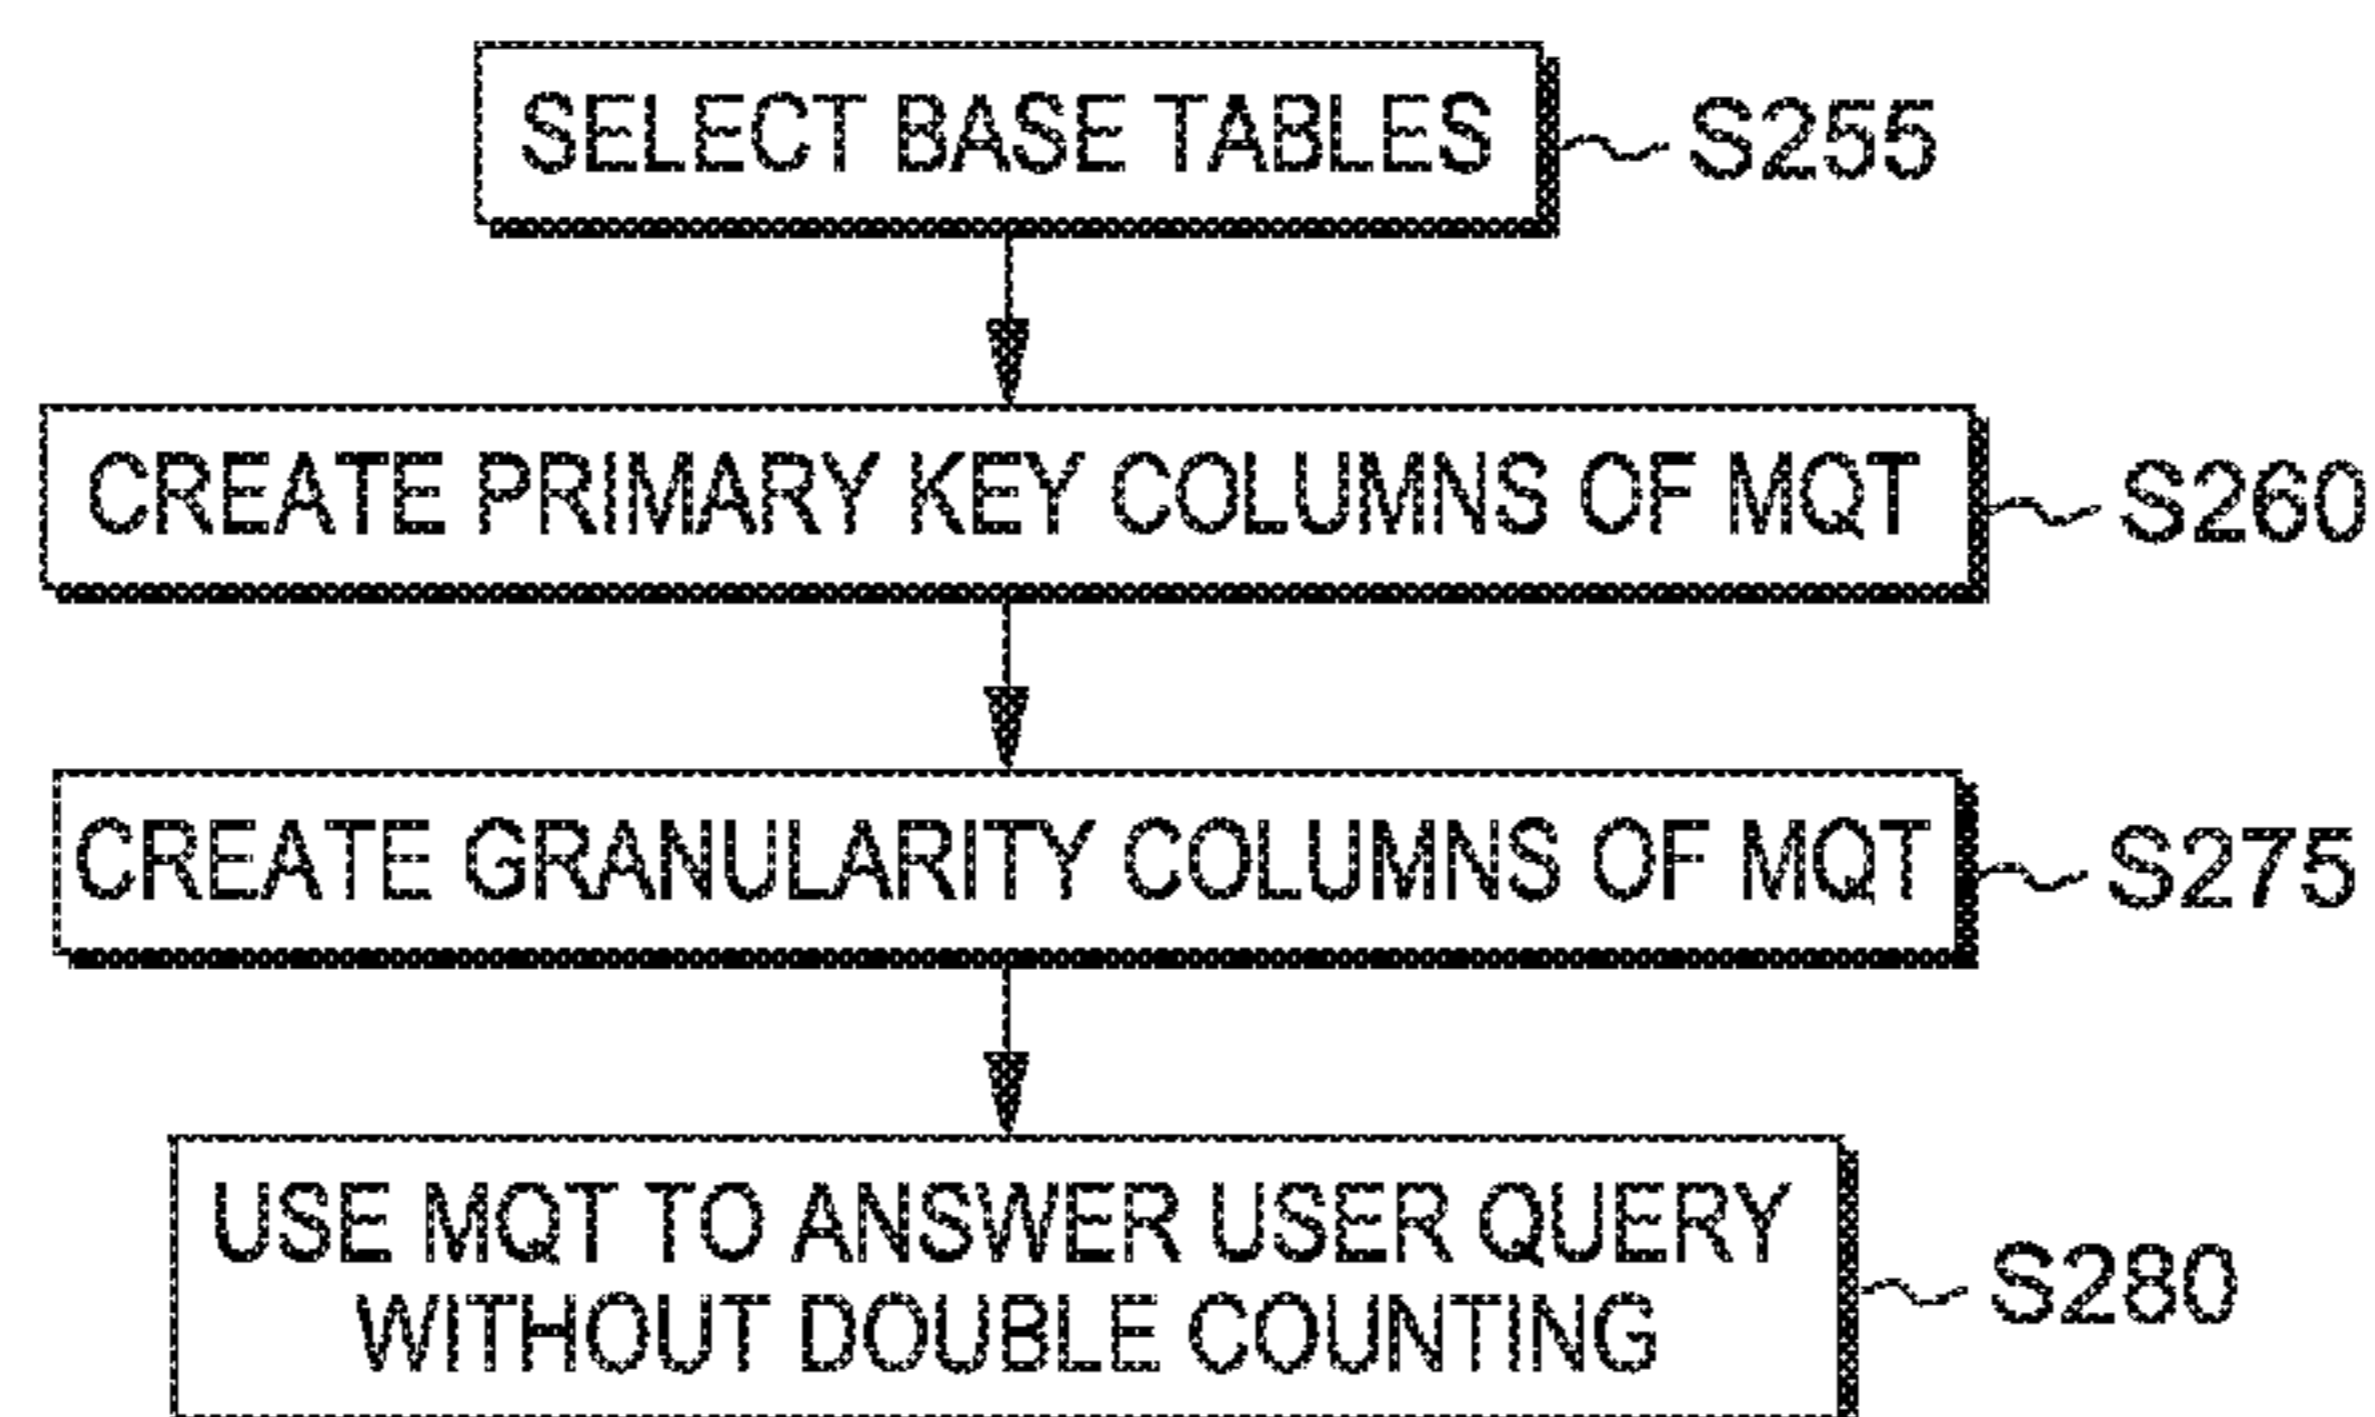 SELECT BASE TABLES S255
CREATE PRIMARY KEY COLUMNS OF MQT S260
CREATE GRANULARITY COLUMNS OF MQT S275
USE MQT TO ANSWER USER QUERY
WITHOUT DOUBLE COUNTING S280